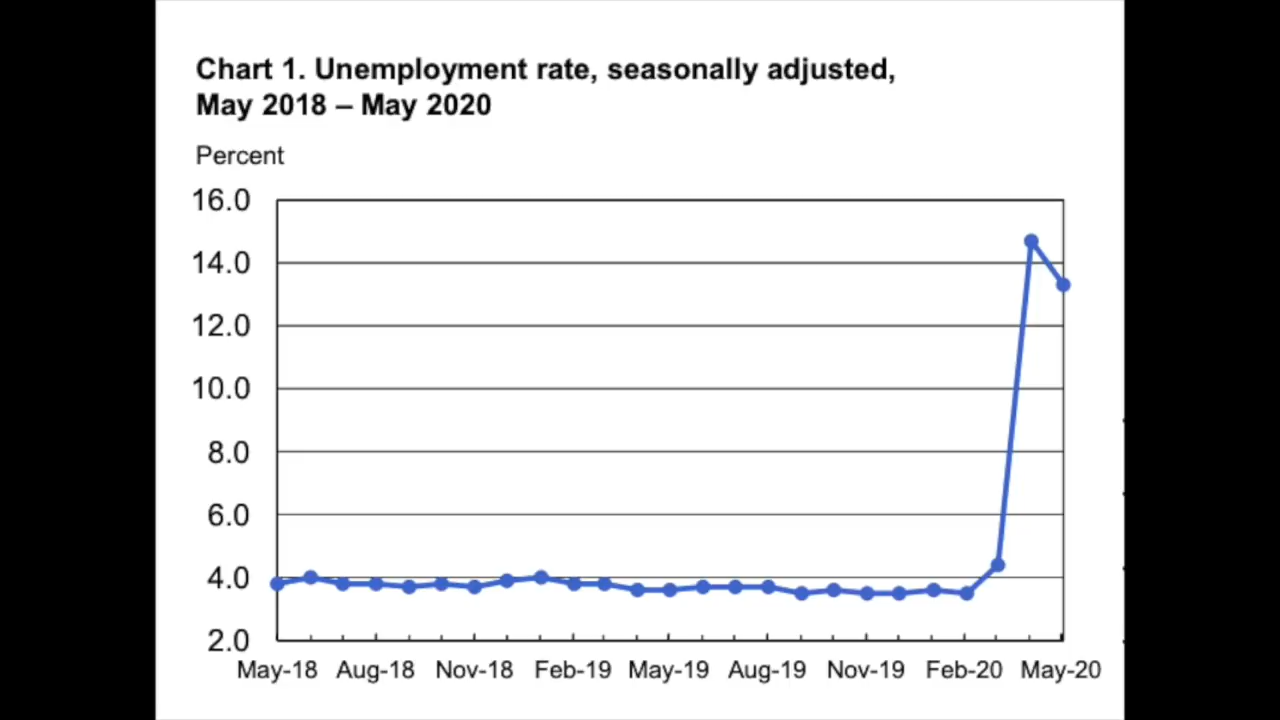 Chart 1. Unemployment rate, seasonally adjusted,
May 2018 – May 2020
Percent
16.0
14.0
12.0
10.0
8.0
6.0
4.0
2.0
May-18 Aug-18 Nov-18 Feb-19 May-19 Aug-19 Nov-19 Feb-20 May-20